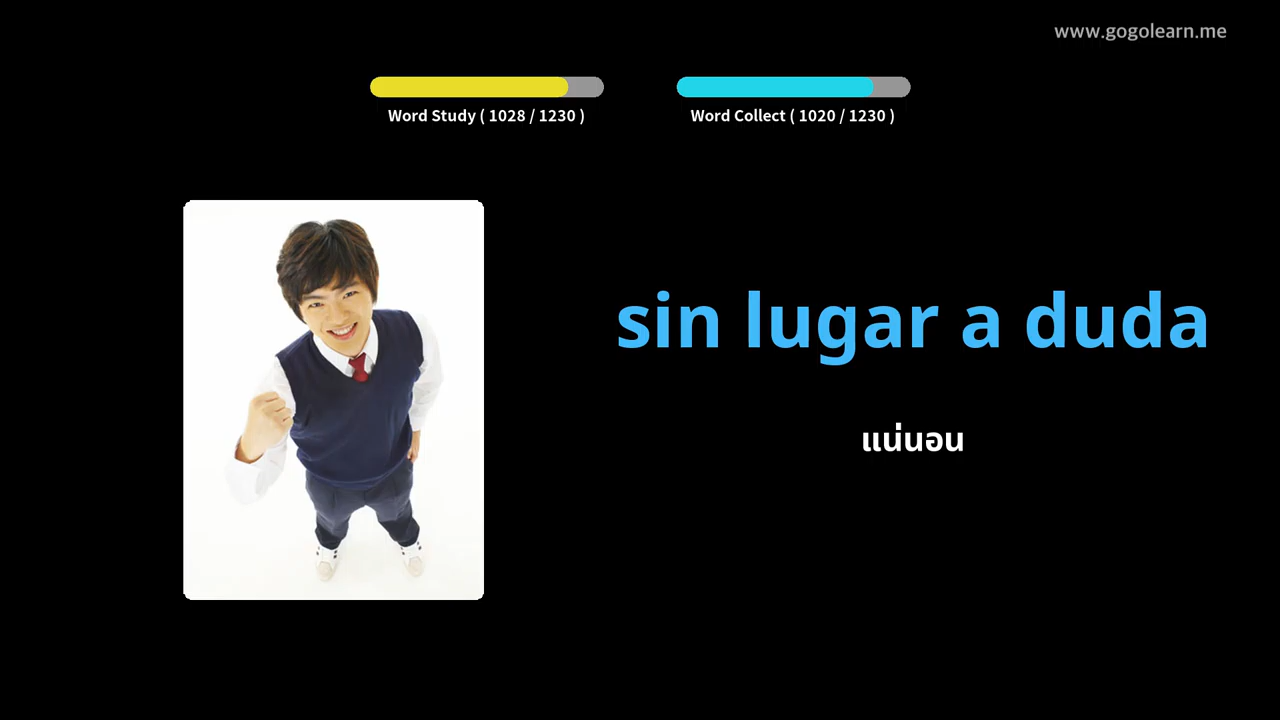 www.gogolearn.me
Word Study ( 1028 / 1230 )
Word Collect ( 1020 / 1230 )
sin lugar a duda
แน่นอน